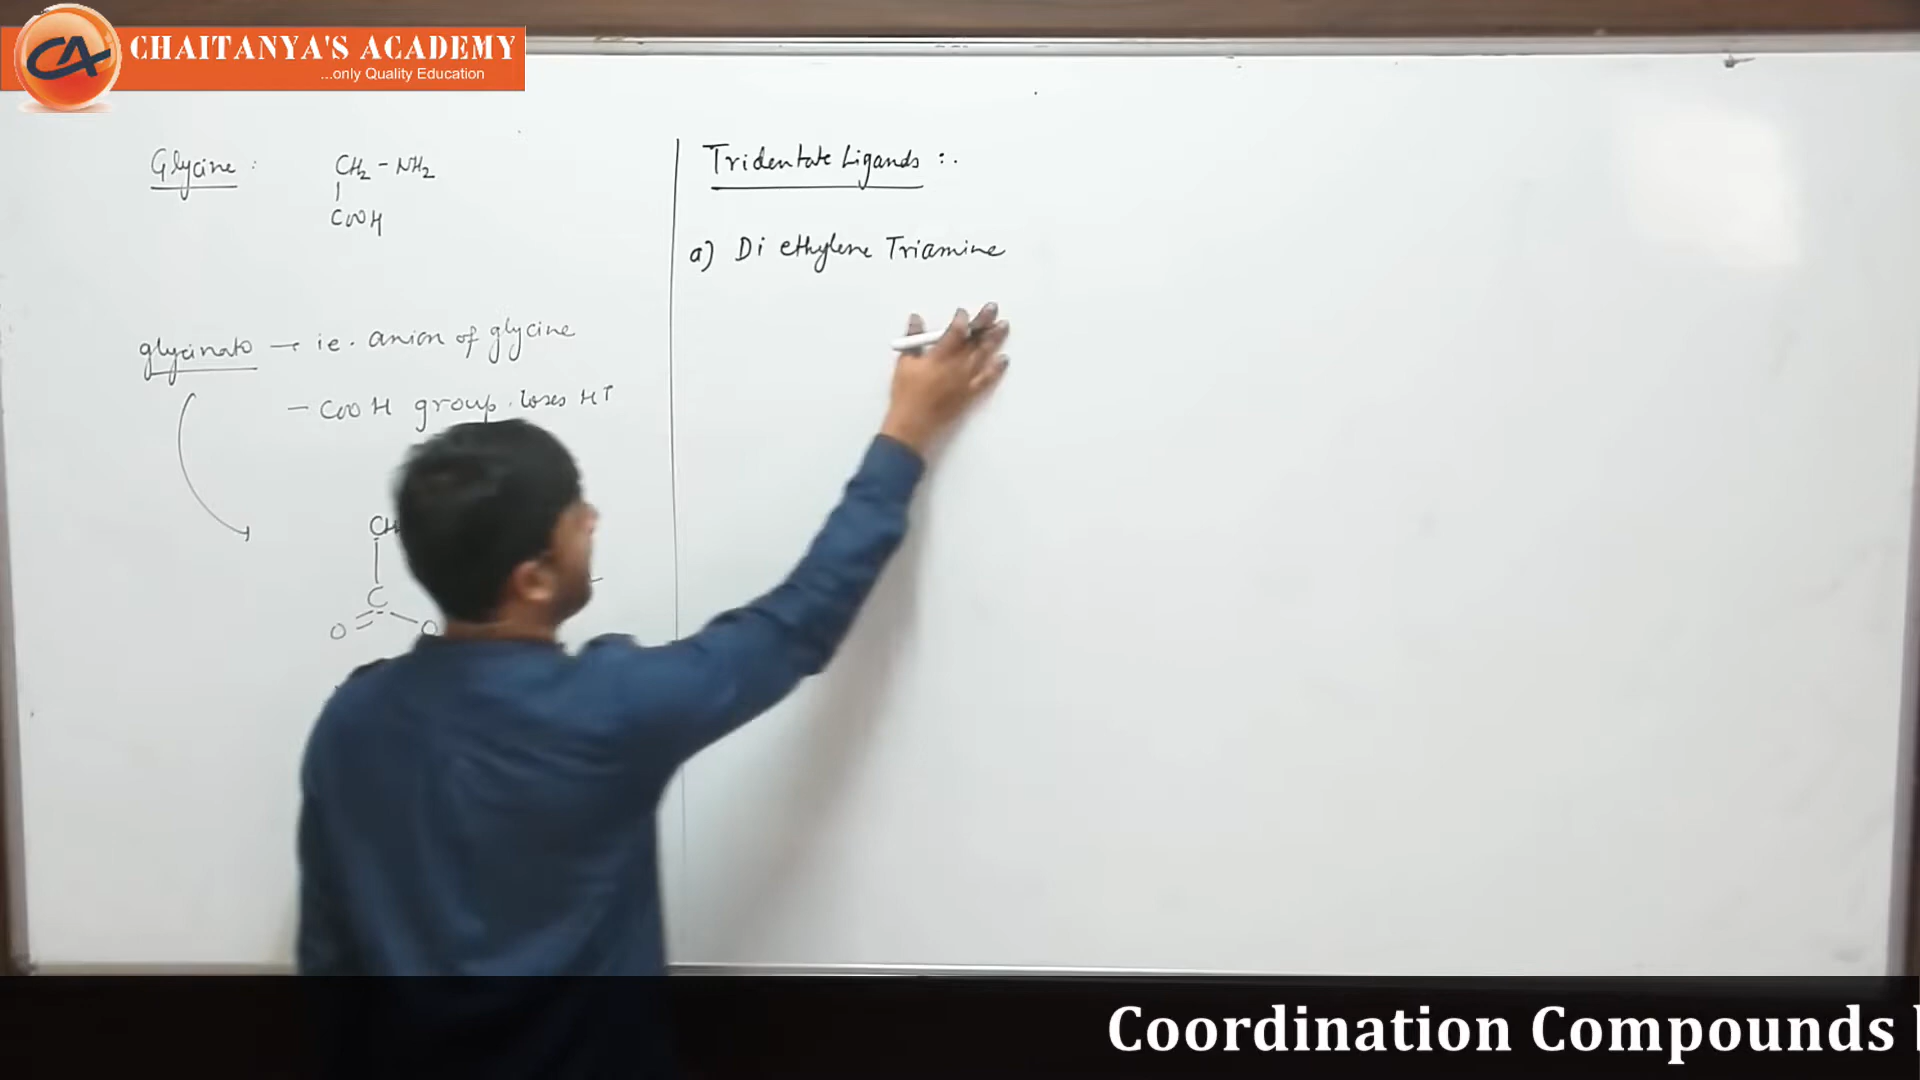 CHAITANYA'S ACADEMY
...only Quality Education
Glycine :
CH2 - NH2
COOH
glycinato → ie. anion of glycine
- COOH group loses H+
C
O
O
Tridentate Ligands :.
a) Di ethylene Triamine
Coordination Compounds